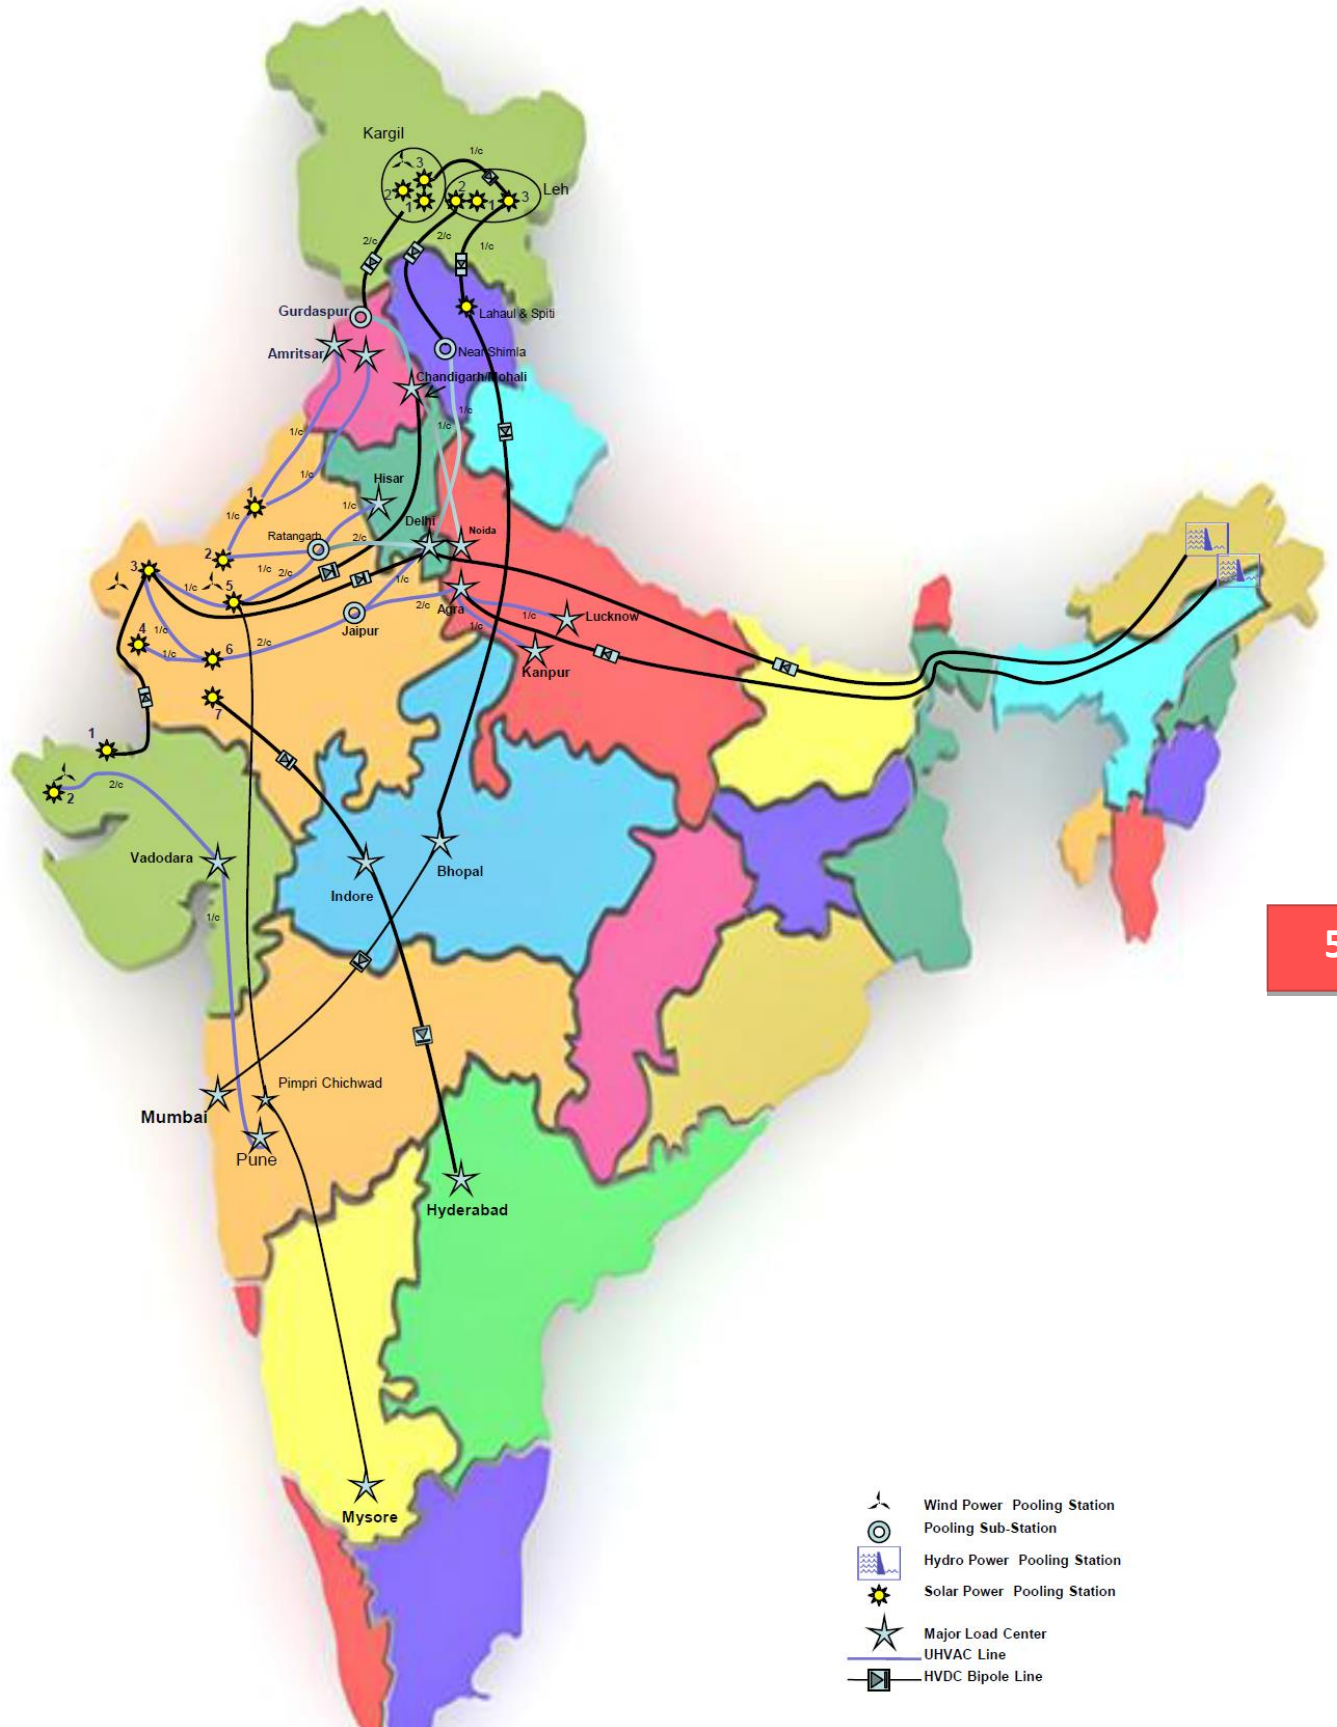 Kargil
1/c
3
2
1
2
1
3
Leh
2/c
2/c
1/c
Gurdaspur
Lahaul & Spiti
Amritsar
Near Shimla
Chandigarh/Mohali
1/c
1/c
1/c
1/c
Hisar
1
1/c
1/c
Delhi
Noida
Ratangarh
2/c
2
3
1/c
2/c
1/c
1/c
5
Agra
2/c
1/c
Lucknow
Jaipur
4
1/c
1/c
1/c
6
2/c
Kanpur
7
1
2/c
2
Vadodara
Bhopal
Indore
1/c
5
Pimpri Chichwad
Mumbai
Pune
Hyderabad
Mysore
Wind Power Pooling Station
Pooling Sub-Station
Hydro Power Pooling Station
Solar Power Pooling Station
Major Load Center
UHVAC Line
HVDC Bipole Line